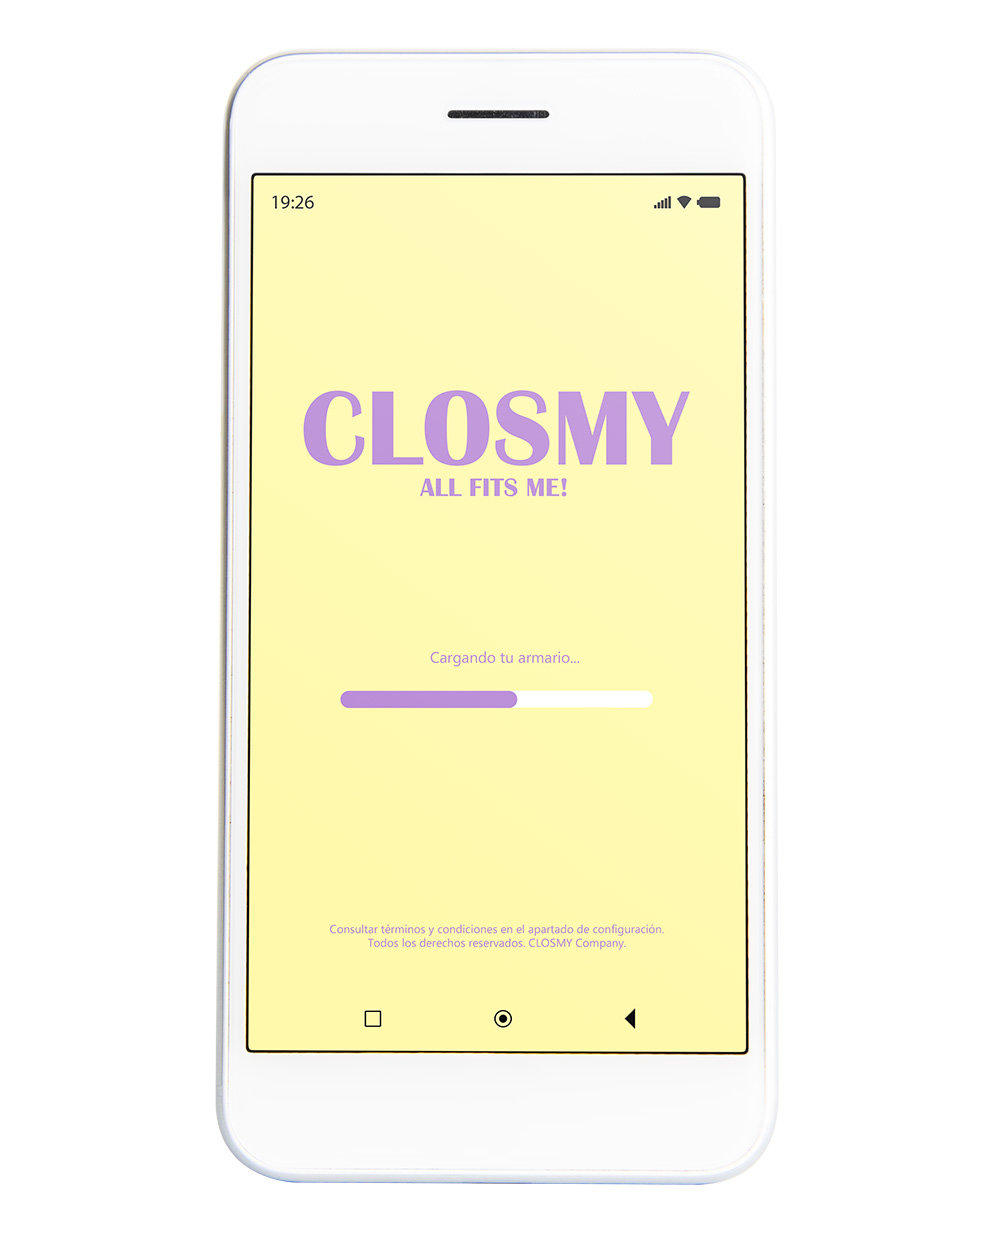 19:26
CLOSMY
ALL FITS ME!
Cargando tu armario...
Consultar términos y condiciones en el apartado de configuración.
Todos los derechos reservados. CLOSMY Company.